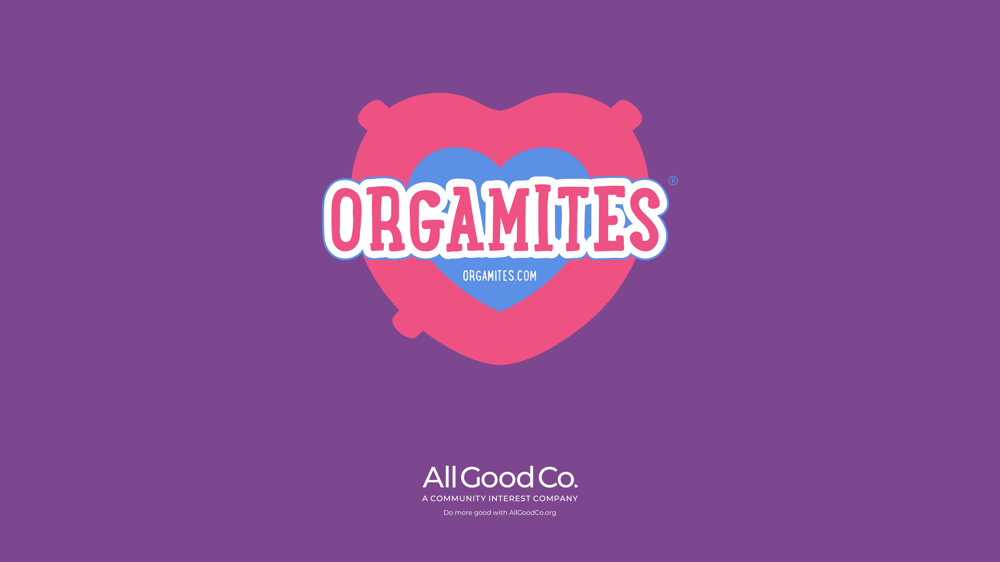 ORGAMITES®
ORGAMITES.COM
All Good Co.
A COMMUNITY INTEREST COMPANY
Do more good with AllGoodCo.org